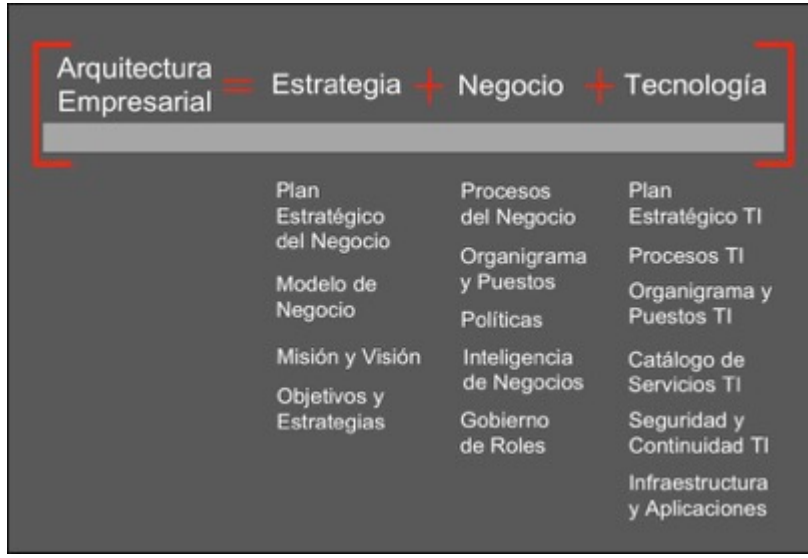 Arquitectura
Empresarial = Estrategia + Negocio + Tecnología
Plan
Estratégico
del Negocio
Modelo de
Negocio
Misión y Visión
Objetivos y
Estrategias
Procesos
del Negocio
Organigrama
y Puestos
Políticas
Inteligencia
de Negocios
Gobierno
de Roles
Plan
Estratégico TI
Procesos TI
Organigrama y
Puestos TI
Catálogo de
Servicios TI
Seguridad y
Continuidad TI
Infraestructura
y Aplicaciones